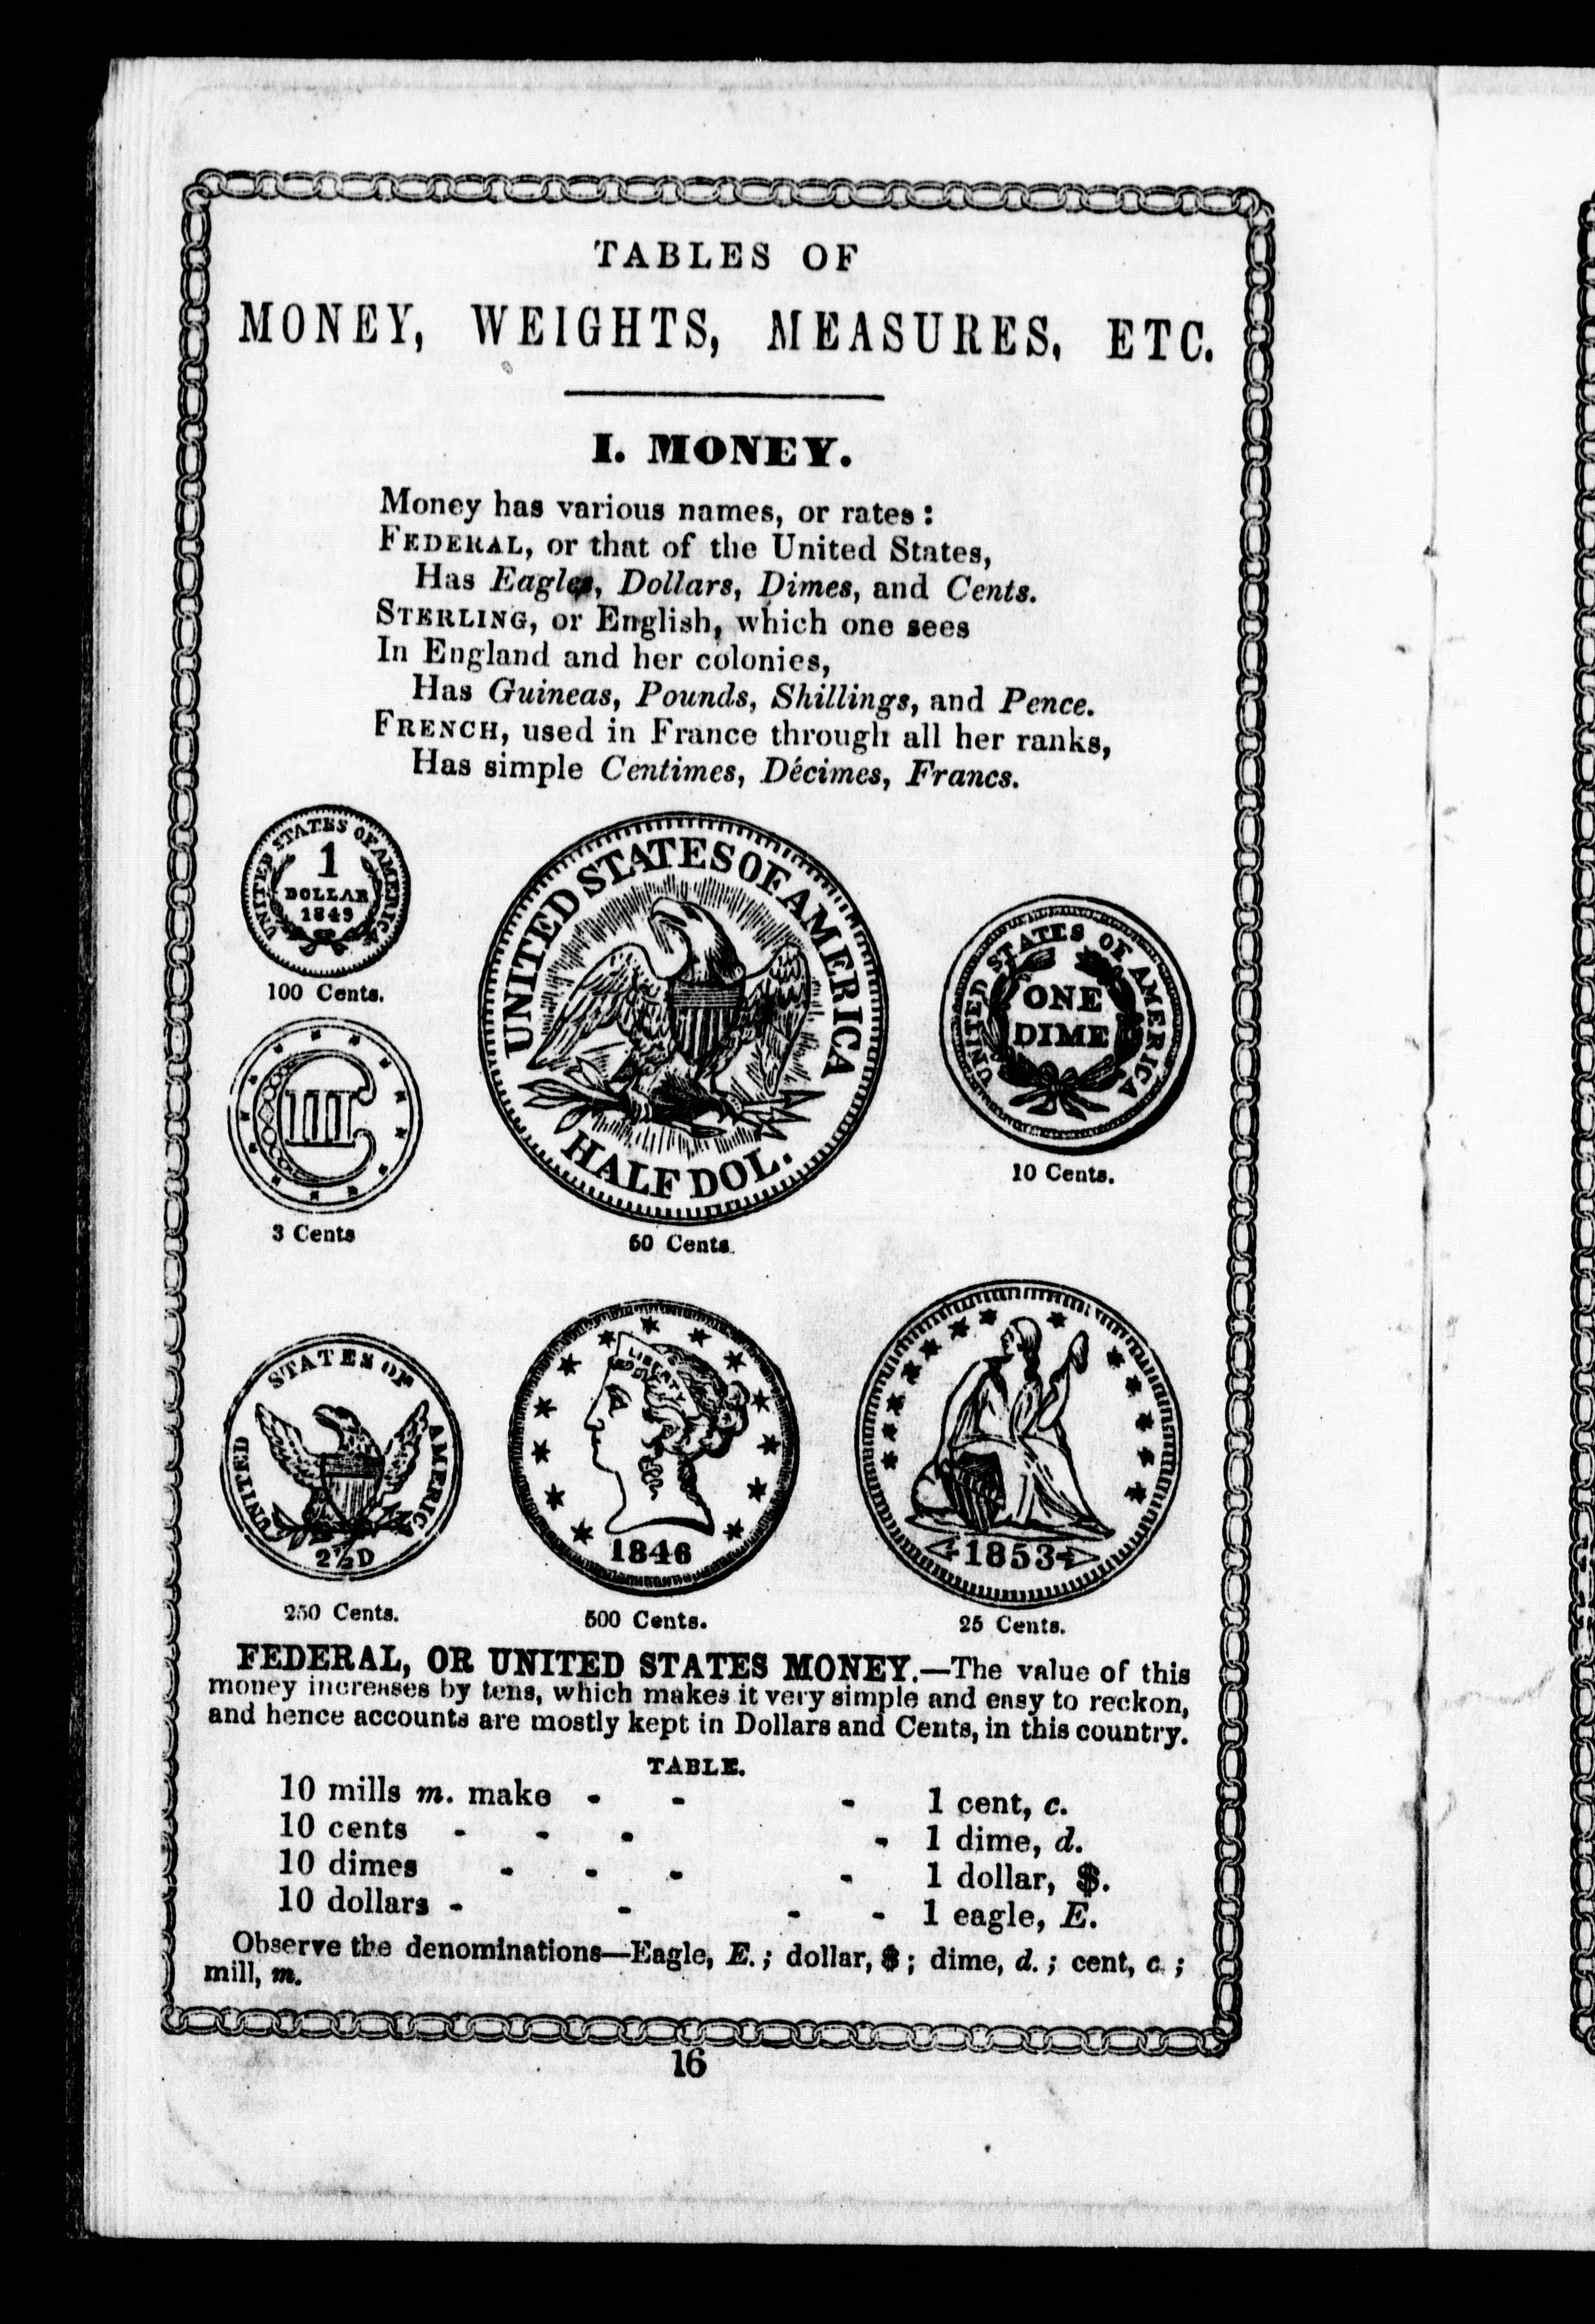 TABLES OF
MONEY, WEIGHTS, MEASURES, ETC.
I. MONEY.
Money has various names, or rates:
FEDERAL, or that of the United States,
Has Eagles, Dollars, Dimes, and Cents.
STERLING, or English, which one sees
In England and her colonies,
Has Guineas, Pounds, Shillings, and Pence.
FRENCH, used in France through all her ranks,
Has simple Centimes, Décimes, Francs.
UNITED STATES OF AMERICA
1
DOLLAR
1849
100 Cents.
III
3 Cents
UNITED STATES OF AMERICA
HALF DOL.
50 Cents.
UNITED STATES OF AMERICA
ONE
DIME
10 Cents.
UNITED STATES OF AMERIC
2½ D
250 Cents.
LIBERTY
1846
500 Cents.
1853
25 Cents.
FEDERAL, OR UNITED STATES MONEY.—The value of this
money increases by tens, which makes it very simple and easy to reckon,
and hence accounts are mostly kept in Dollars and Cents, in this country.
TABLE.
10 mills m. make - - - 1 cent, c.
10 cents - - - - 1 dime, d.
10 dimes - - - - 1 dollar, $.
10 dollars - - - - 1 eagle, E.
Observe the denominations—Eagle, E.; dollar, $; dime, d.; cent, c.;
mill, m.
16